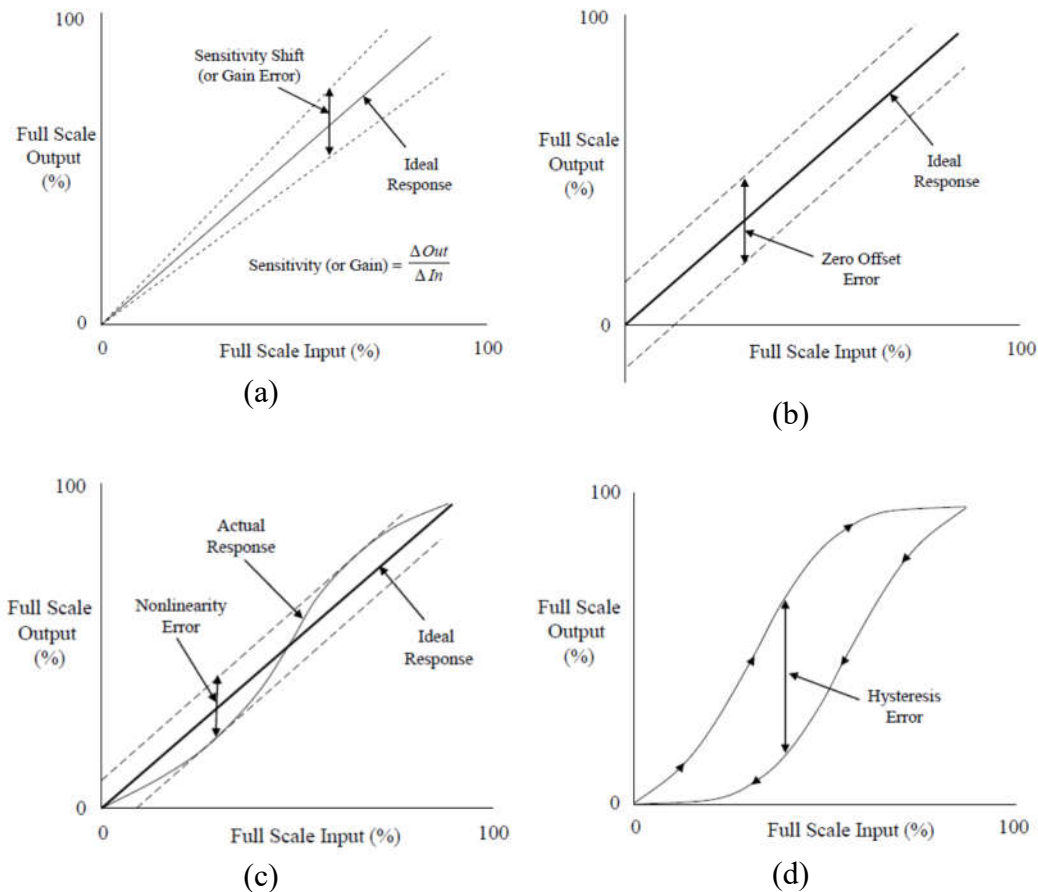 100
Sensitivity Shift
(or Gain Error)
Full Scale
Output
(%)
Ideal
Response
Sensitivity (or Gain) = ΔOut / ΔIn
0
0
Full Scale Input (%)
100
(a)
100
Full Scale
Output
(%)
Ideal
Response
Zero Offset
Error
0
0
Full Scale Input (%)
100
(b)
100
Actual
Response
Nonlinearity
Error
Full Scale
Output
(%)
Ideal
Response
0
0
Full Scale Input (%)
100
(c)
100
Full Scale
Output
(%)
Hysteresis
Error
0
0
Full Scale Input (%)
100
(d)